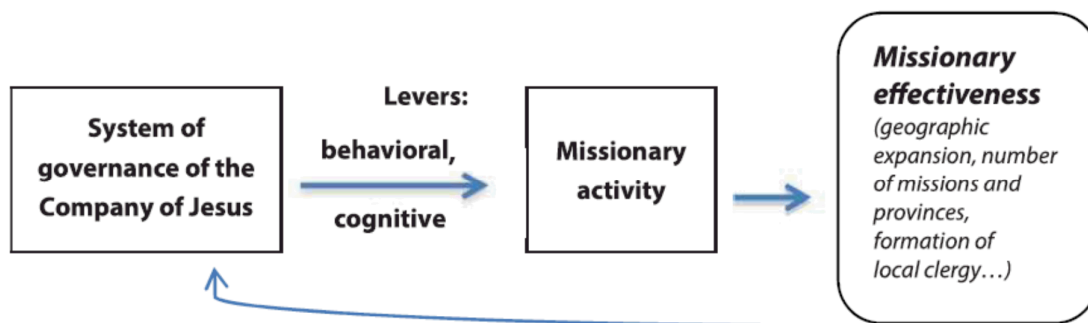 System of
governance of the
Company of Jesus
Levers:
behavioral,
cognitive
Missionary
activity
Missionary
effectiveness
(geographic
expansion, number
of missions and
provinces,
formation of
local clergy…)